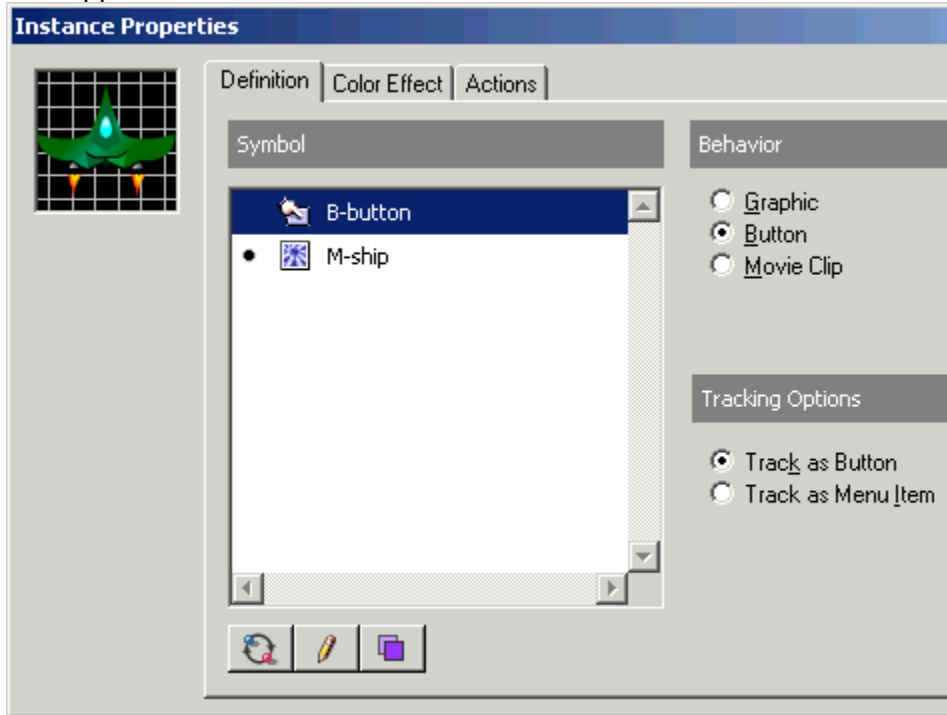 Instance Properties
Definition
Color Effect
Actions
Symbol
B-button
M-ship
Behavior
Graphic
Button
Movie Clip
Tracking Options
Track as Button
Track as Menu Item